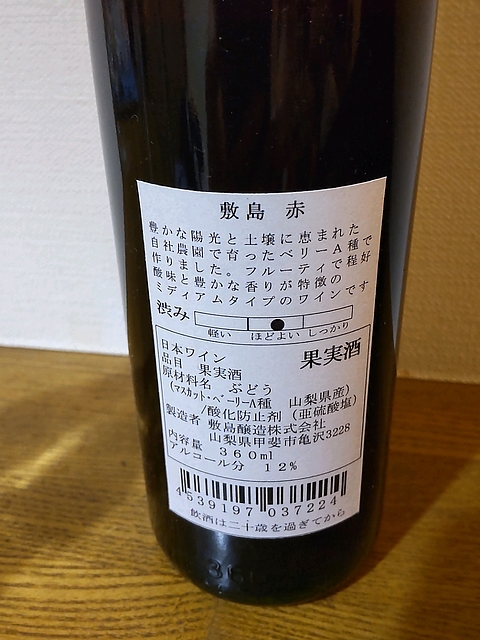 敷島 赤
豊かな陽光と土壌に恵まれた
自社農園で育ったベリーA種で
作りました。フルーティで程好
酸味と豊かな香りが特徴の
ミディアムタイプのワインです
渋み
軽い ほどよい しっかり
日本ワイン
果実酒
品目 果実酒
原材料名 ぶどう
(マスカット・ベーリーA種 山梨県産)
/酸化防止剤(亜硫酸塩)
製造者 敷島醸造株式会社
山梨県甲斐市亀沢3228
内容量 360ml
アルコール分 12%
4539197037224
飲酒は二十歳を過ぎてから
360